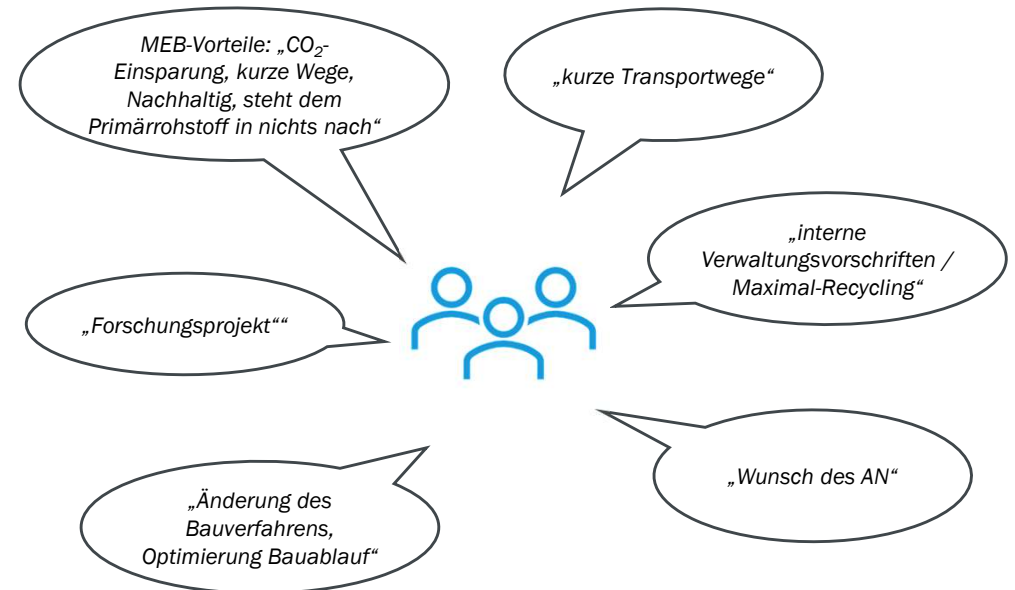 MEB-Vorteile: „CO₂-
Einsparung, kurze Wege,
Nachhaltig, steht dem
Primärrohstoff in nichts nach“
„kurze Transportwege“
„interne
Verwaltungsvorschriften /
Maximal-Recycling“
„Forschungsprojekt““
„Wunsch des AN“
„Änderung des
Bauverfahrens,
Optimierung Bauablauf“